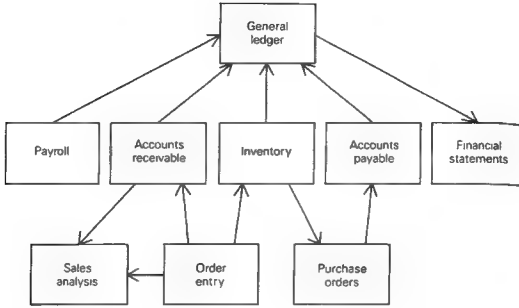 General
ledger
Payroll
Accounts
receivable
Inventory
Accounts
payable
Financial
statements
Sales
analysis
Order
entry
Purchase
orders